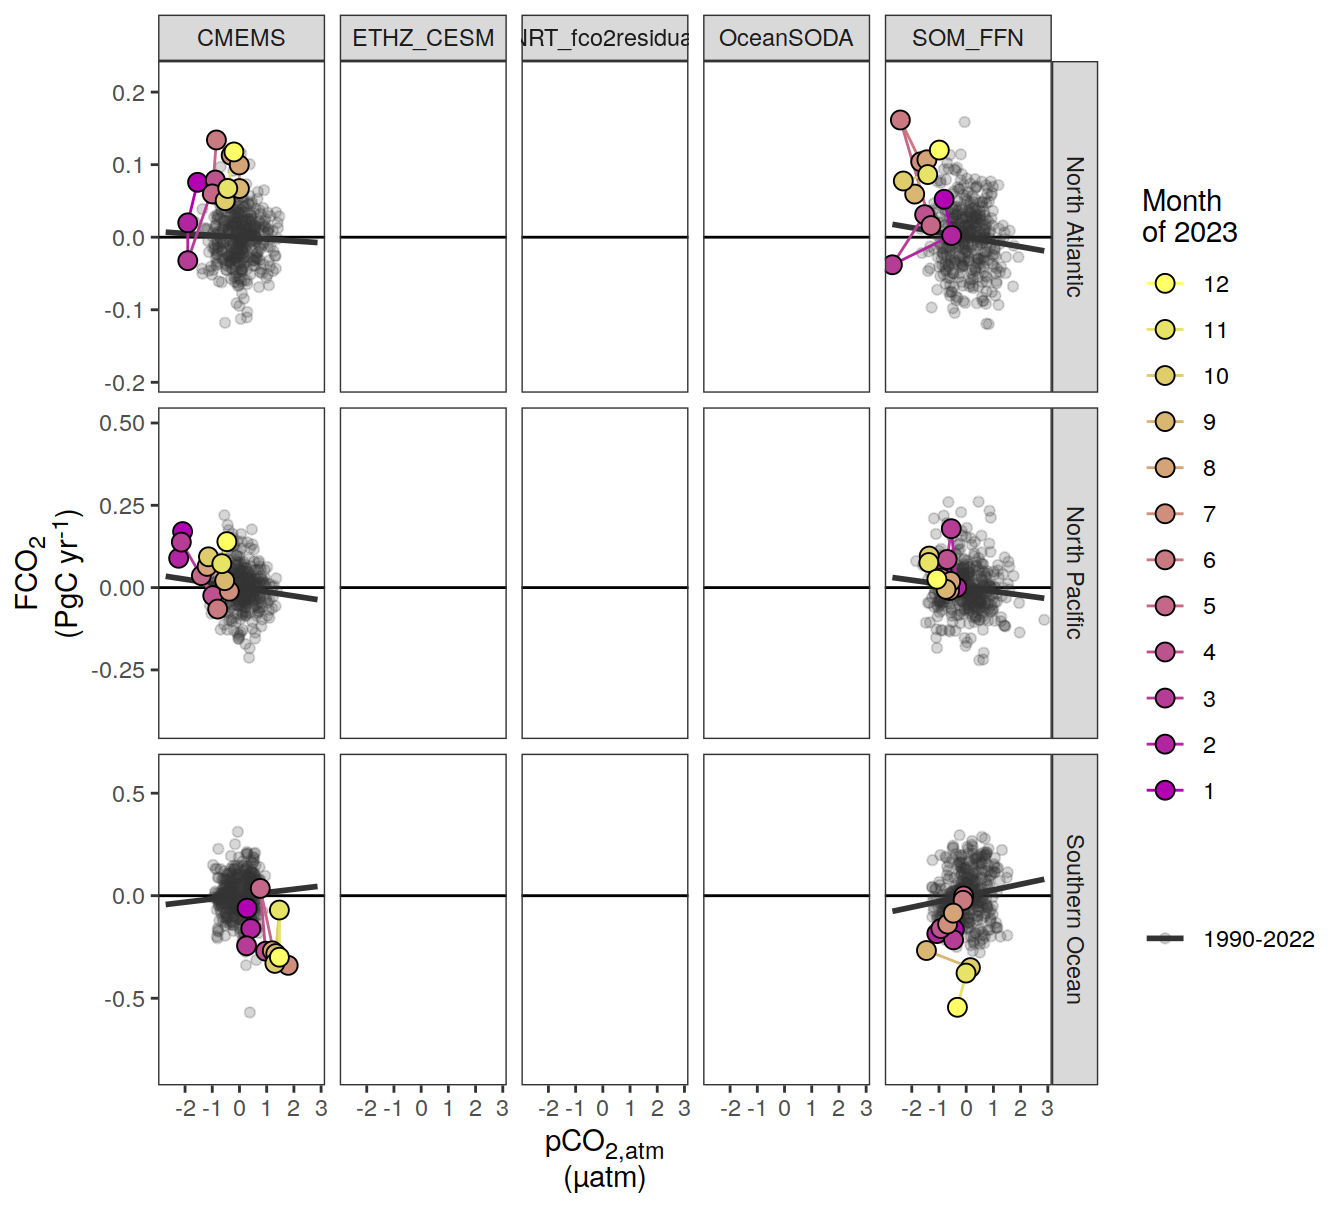 CMEMS ETHZ_CESM NRT_fco2residua OceanSODA SOM_FFN
0.2
0.1
0.0
-0.1
-0.2
North Atlantic
0.50
0.25
0.00
-0.25
North Pacific
0.5
0.0
-0.5
Southern Ocean
FCO2
(PgC yr-1)
-2 -1 0 1 2 3 -2 -1 0 1 2 3 -2 -1 0 1 2 3 -2 -1 0 1 2 3 -2 -1 0 1 2 3
pCO2,atm
(µatm)
Month
of 2023
12
11
10
9
8
7
6
5
4
3
2
1
1990-2022